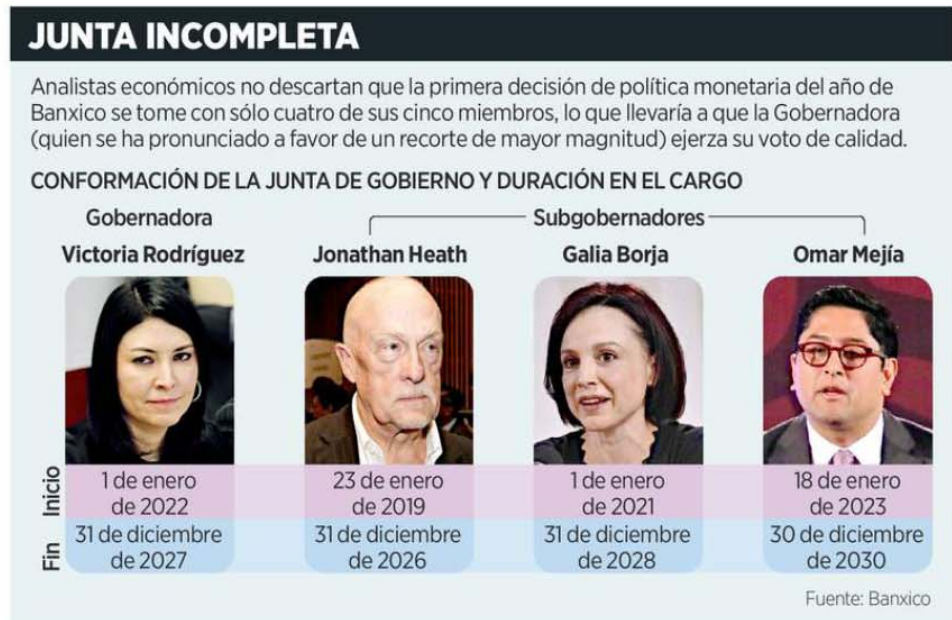 JUNTA INCOMPLETA
Analistas económicos no descartan que la primera decisión de política monetaria del año de
Banxico se tome con sólo cuatro de sus cinco miembros, lo que llevaría a que la Gobernadora
(quien se ha pronunciado a favor de un recorte de mayor magnitud) ejerza su voto de calidad.
CONFORMACIÓN DE LA JUNTA DE GOBIERNO Y DURACIÓN EN EL CARGO
Gobernadora
Subgobernadores
Victoria Rodríguez
Jonathan Heath
Galia Borja
Omar Mejía
Inicio
1 de enero
de 2022
23 de enero
de 2019
1 de enero
de 2021
18 de enero
de 2023
Fin
31 de diciembre
de 2027
31 de diciembre
de 2026
31 de diciembre
de 2028
30 de diciembre
de 2030
Fuente: Banxico